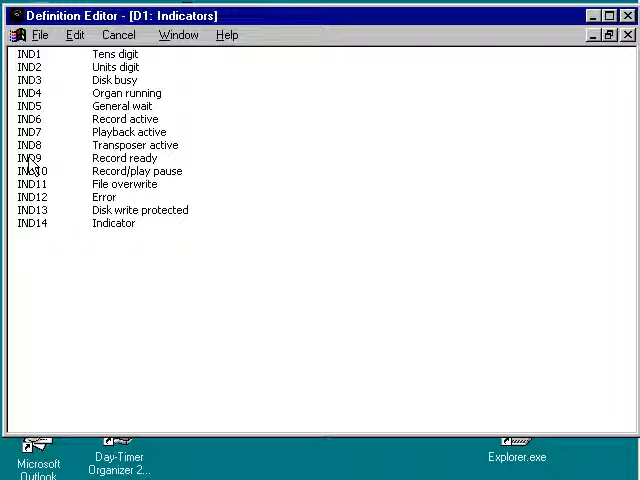 Definition Editor - [D1: Indicators]
File Edit Cancel Window Help
IND1 Tens digit
IND2 Units digit
IND3 Disk busy
IND4 Organ running
IND5 General wait
IND6 Record active
IND7 Playback active
IND8 Transposer active
IND9 Record ready
IND10 Record/play pause
IND11 File overwrite
IND12 Error
IND13 Disk write protected
IND14 Indicator
Microsoft Outlook
Day-Timer Organizer 2...
Explorer.exe